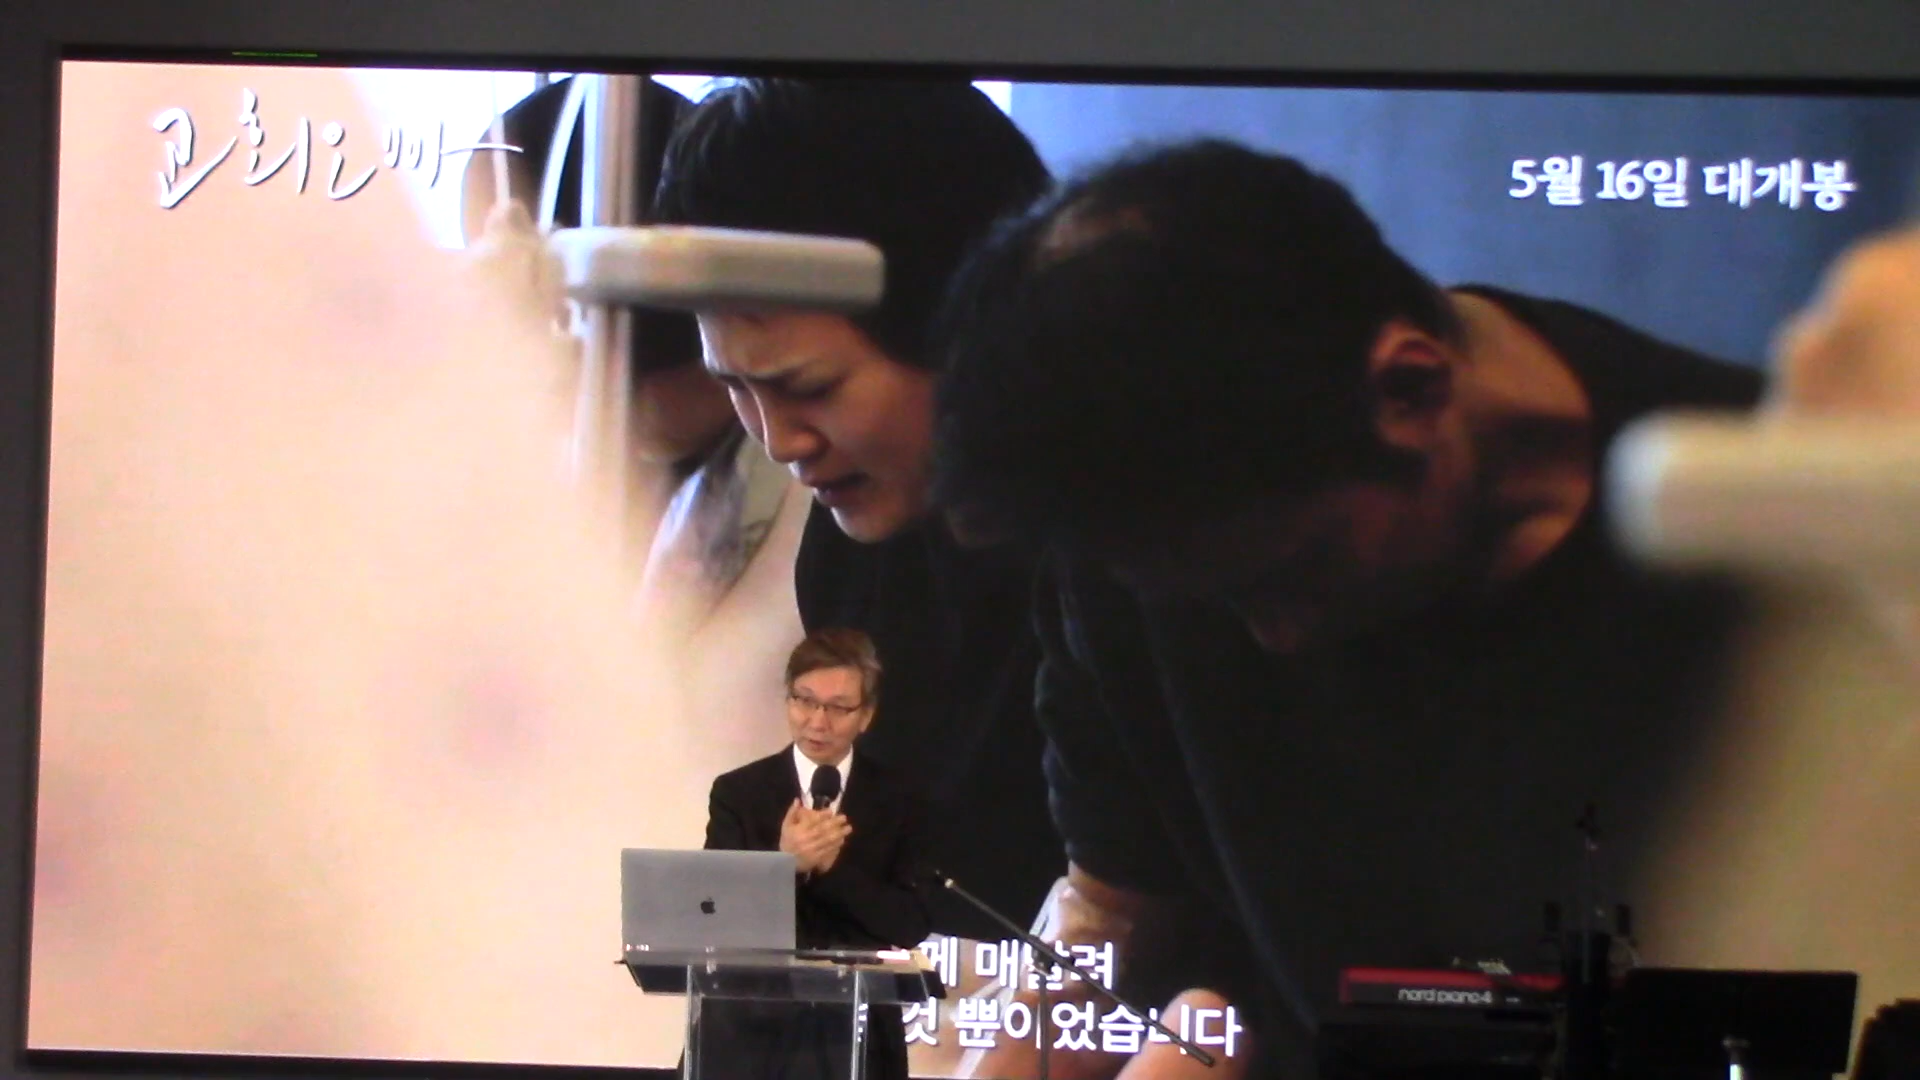 교회오빠
5월 16일 대개봉
매달려
것 뿐이었습니다
nord piano 4